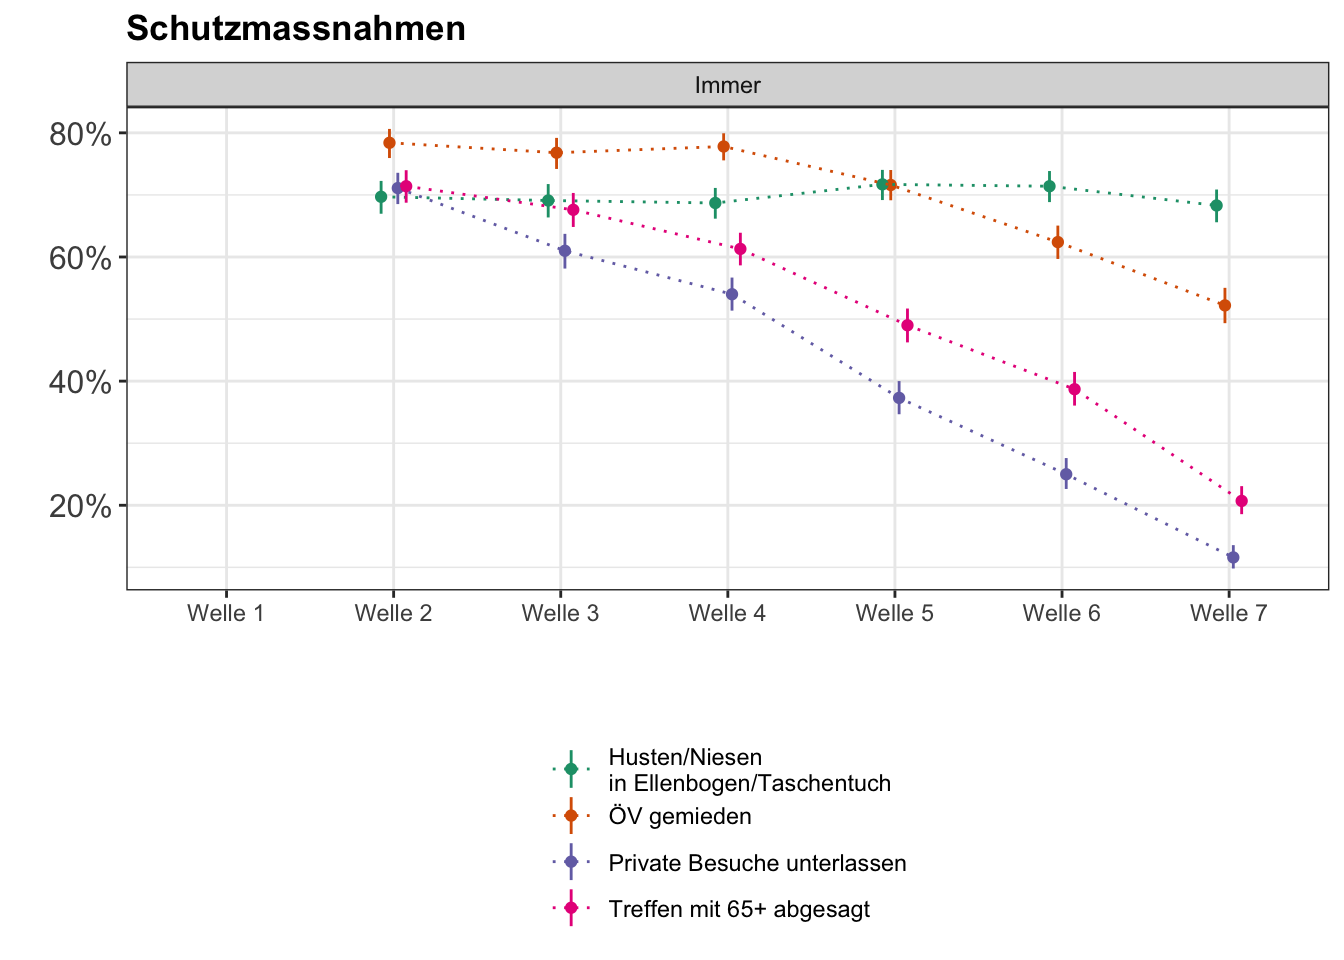 Schutzmassnahmen
Immer
80%
60%
40%
20%
Welle 1 Welle 2 Welle 3 Welle 4 Welle 5 Welle 6 Welle 7
Husten/Niesen
in Ellenbogen/Taschentuch
ÖV gemieden
Private Besuche unterlassen
Treffen mit 65+ abgesagt